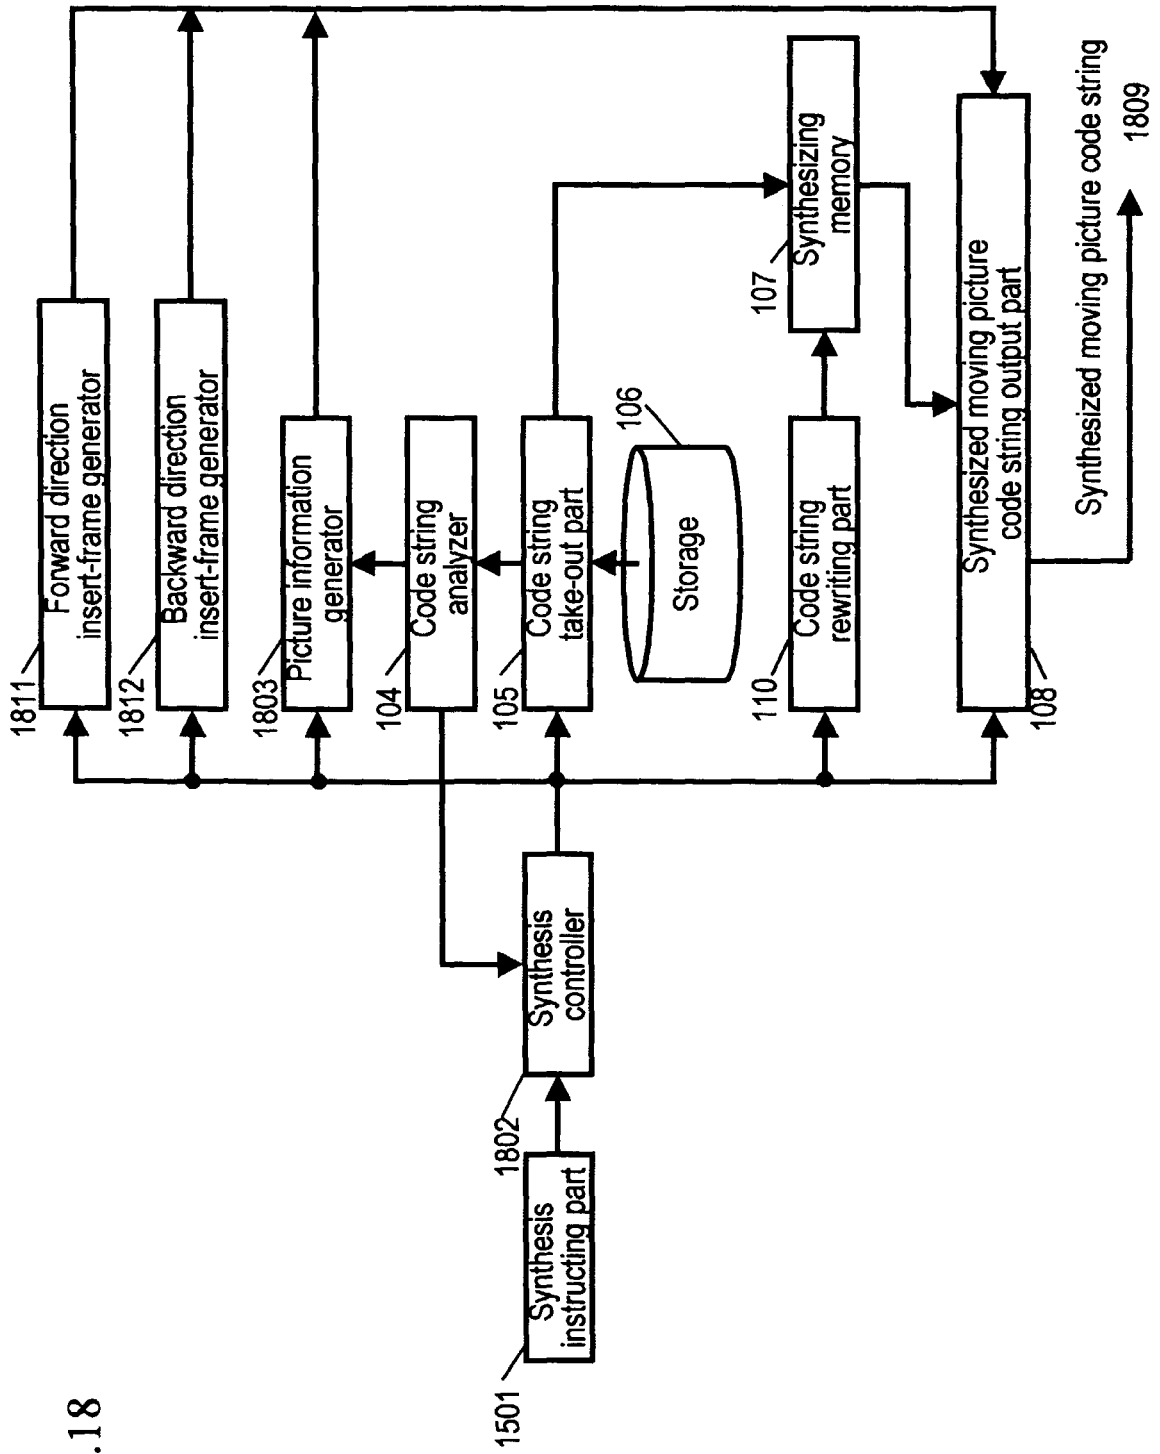 .18
1811
Forward direction
insert-frame generator
1812
Backward direction
insert-frame generator
1803
Picture information
generator
104
Code string
analyzer
105
Code string
take-out part
106
Storage
1501
Synthesis
instructing part
1802
Synthesis
controller
107
Synthesizing
memory
110
Code string
rewriting part
108
Synthesized moving picture
code string output part
Synthesized moving picture code string
1809